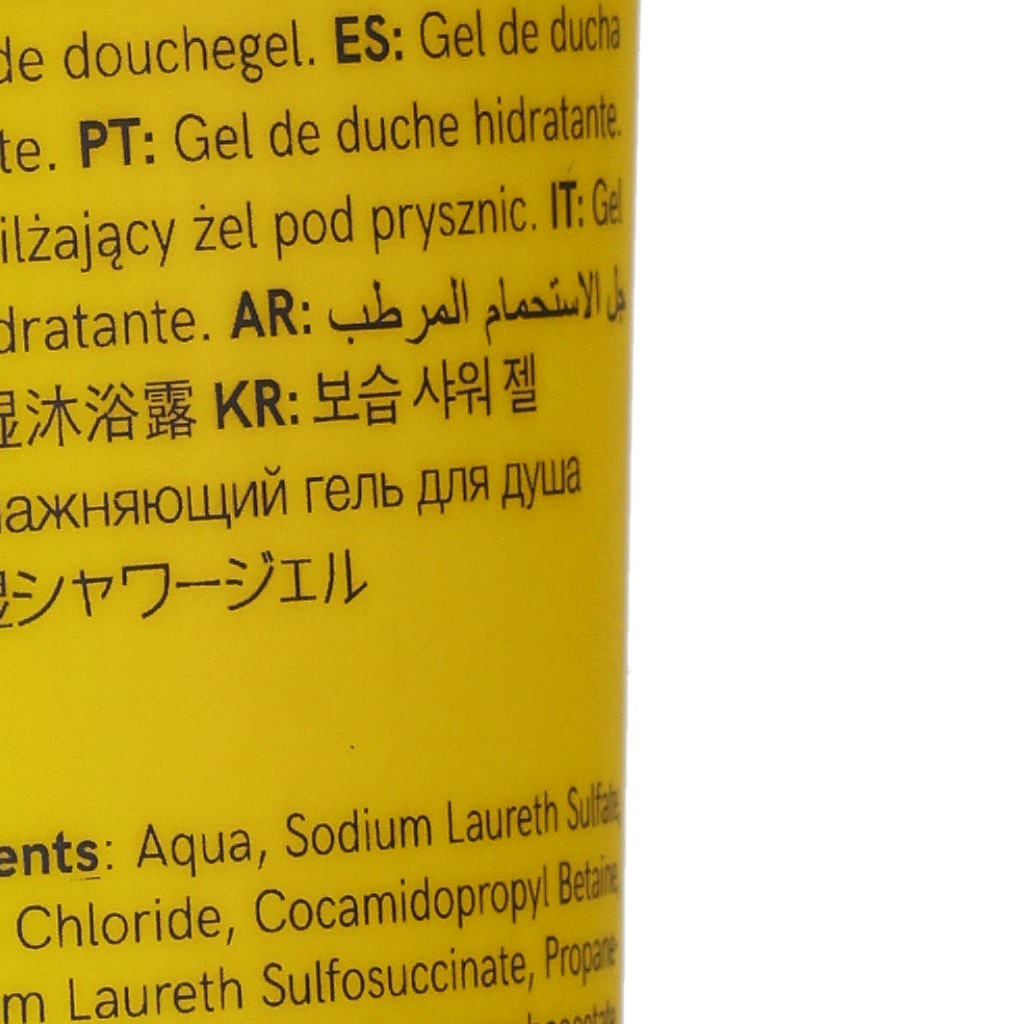 de douchegel. ES: Gel de ducha
te. PT: Gel de duche hidratante.
ilżający żel pod prysznic. IT: Gel
dratante. AR: جل الاستحمام المرطب
湿沐浴露 KR: 보습 샤워 젤
ажняющий гель для душа
湿シャワージェル
ents: Aqua, Sodium Laureth Sulfate,
Chloride, Cocamidopropyl Betaine,
m Laureth Sulfosuccinate, Propane-